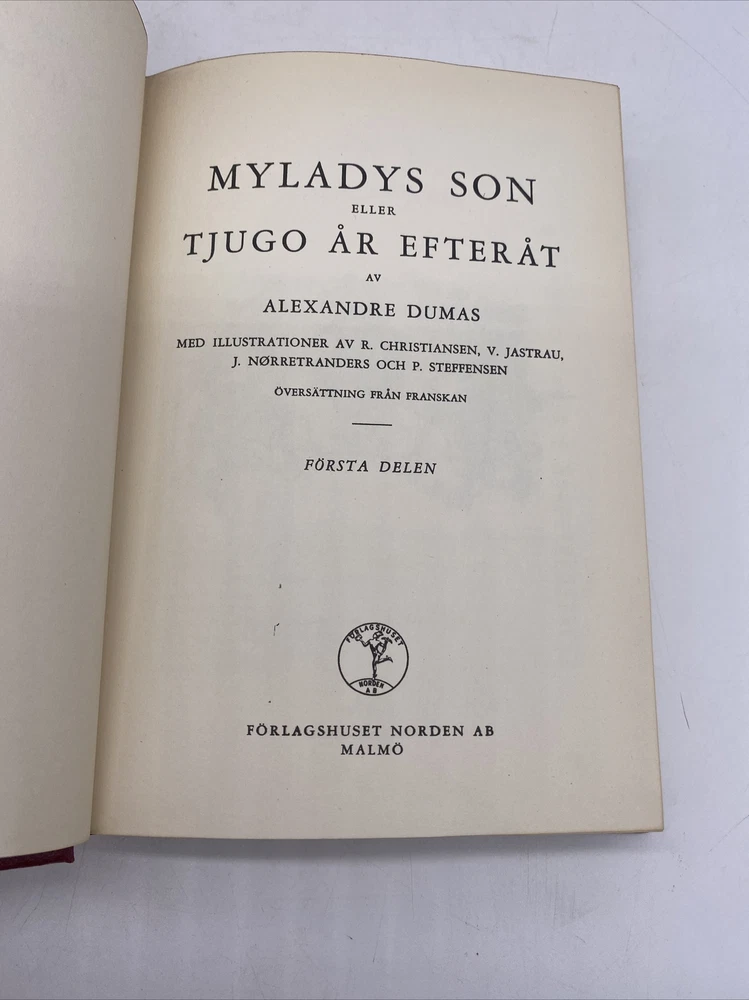 MYLADYS SON
ELLER
TJUGO ÅR EFTERÅT
AV
ALEXANDRE DUMAS
MED ILLUSTRATIONER AV R. CHRISTIANSEN, V. JASTRAU,
J. NØRRETRANDERS OCH P. STEFFENSEN
ÖVERSÄTTNING FRÅN FRANSKAN
FÖRSTA DELEN
FÖRLAGSHUSET
NORDEN
AB
FÖRLAGSHUSET NORDEN AB
MALMÖ